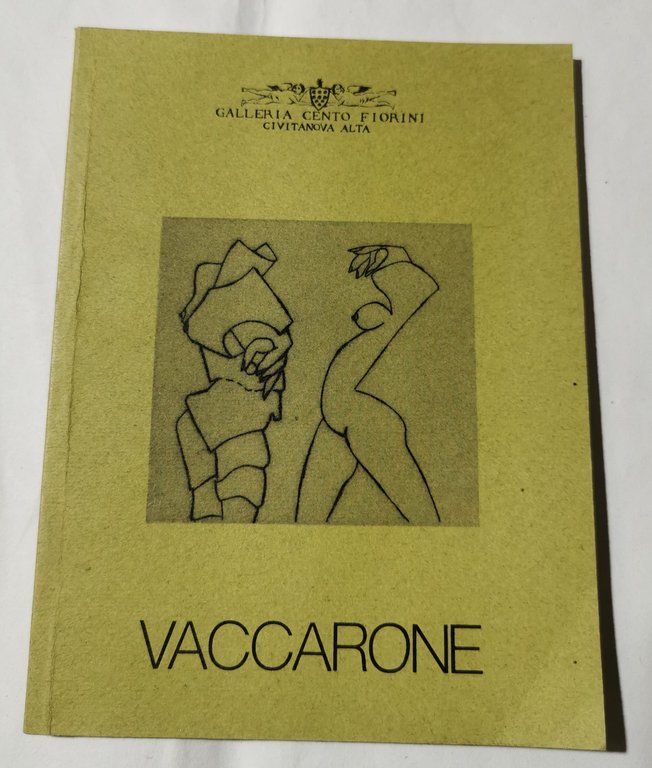 GALLERIA CENTO FIORINI
CIVITANOVA ALTA
VACCARONE